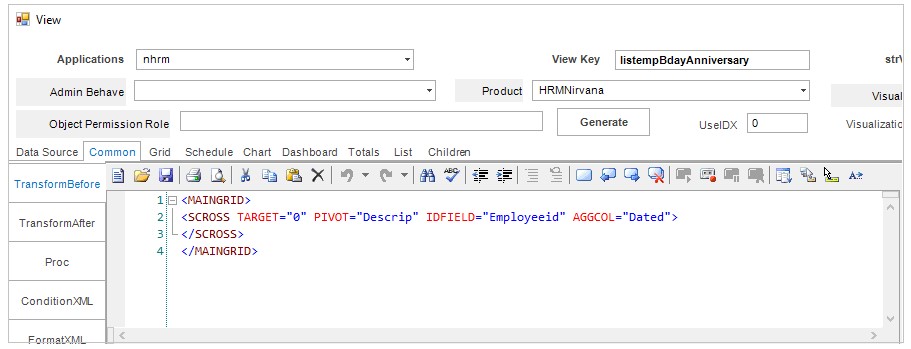 View
Applications nhrm View Key listempBdayAnniversary
Admin Behave Product HRMNirvana Visual
Object Permission Role Generate UseIDX 0 Visualizatio
Data Source Common Grid Schedule Chart Dashboard Totals List Children
TransformBefore
TransformAfter
Proc
ConditionXML
FormatXML
ABC
1 <MAINGRID>
2 <SCROSS TARGET="0" PIVOT="Descrip" IDFIELD="Employeeid" AGGCOL="Dated">
3 </SCROSS>
4 </MAINGRID>